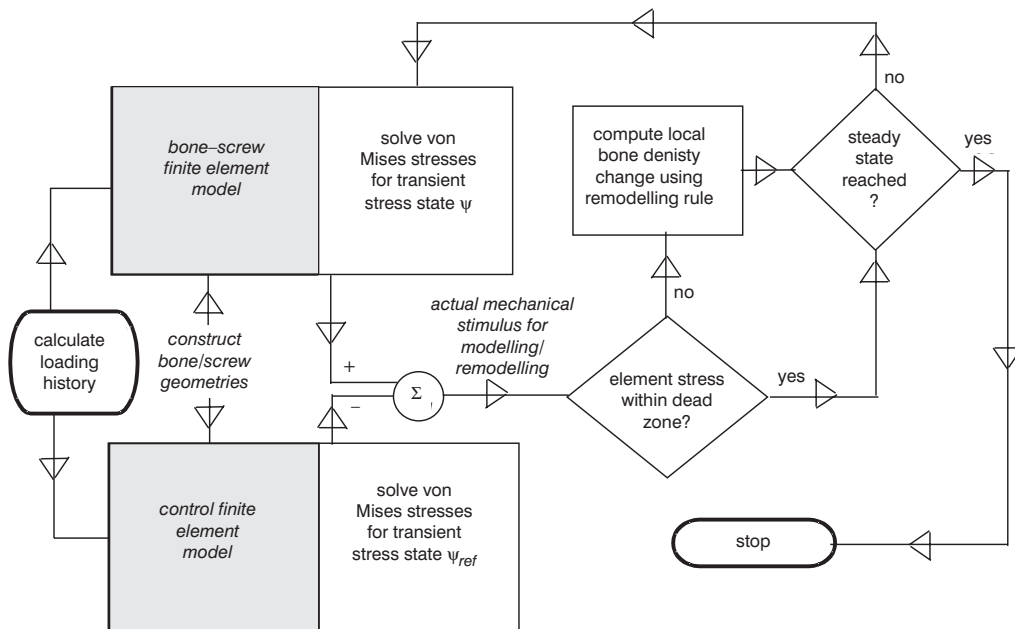 no
bone–screw
finite element
model
solve von
Mises stresses
for transient
stress state ψ
compute local
bone denisty
change using
remodelling rule
steady
state
reached
?
yes
no
calculate
loading
history
construct
bone/screw
geometries
+
−
Σ
actual mechanical
stimulus for
modelling/
remodelling
element stress
within dead
zone?
yes
control finite
element
model
solve von
Mises stresses
for transient
stress state ψref
stop